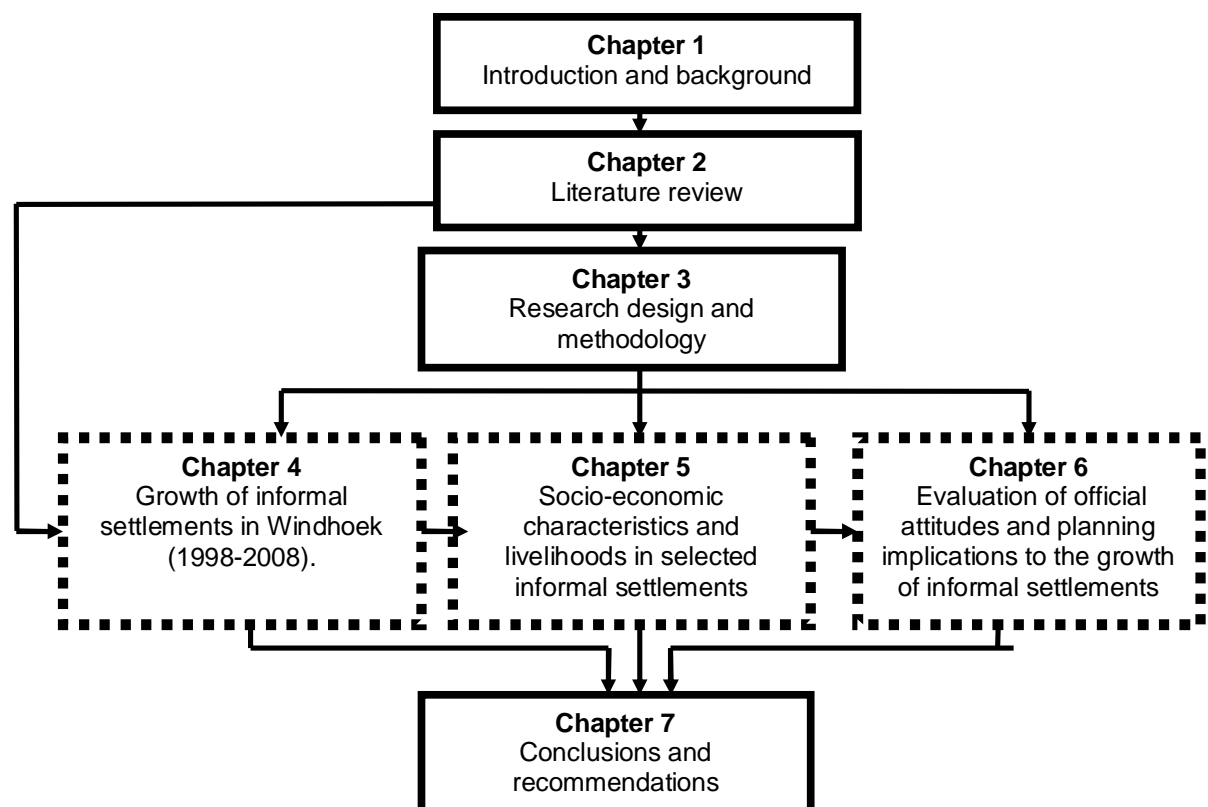 Chapter 1
Introduction and background
Chapter 2
Literature review
Chapter 3
Research design and
methodology
Chapter 4
Growth of informal
settlements in Windhoek
(1998-2008).
Chapter 5
Socio-economic
characteristics and
livelihoods in selected
informal settlements
Chapter 6
Evaluation of official
attitudes and planning
implications to the growth
of informal settlements
Chapter 7
Conclusions and
recommendations